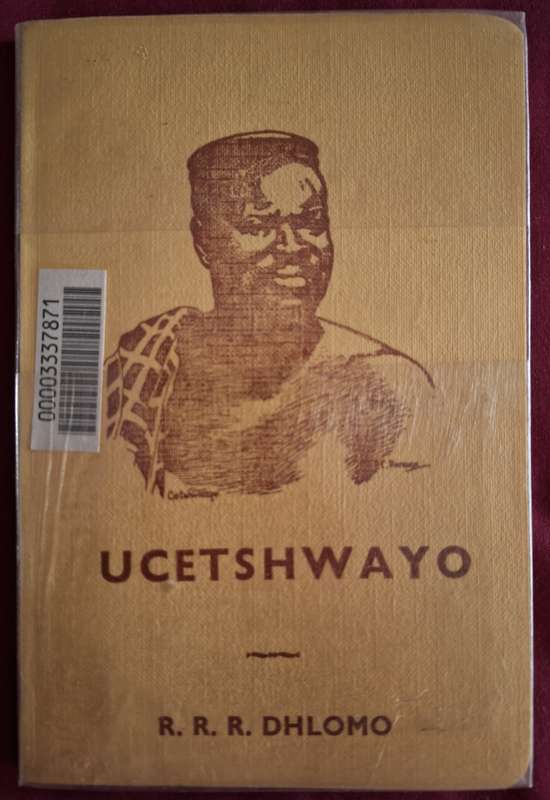 00003337871
UCETSHWAYO
R. R. R. DHLOMO